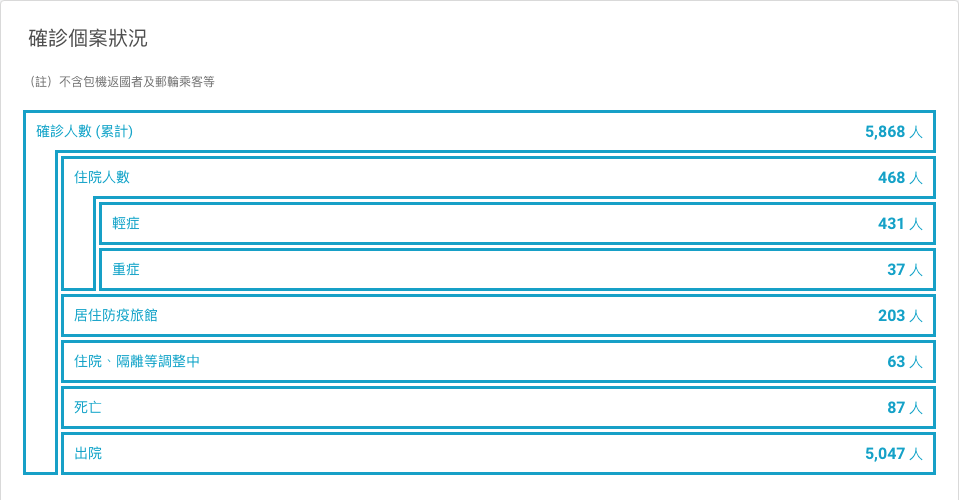 確診個案狀況
（註）不含包機返國者及郵輪乘客等
確診人數 (累計) 5,868 人
住院人數 468 人
輕症 431 人
重症 37 人
居住防疫旅館 203 人
住院、隔離等調整中 63 人
死亡 87 人
出院 5,047 人